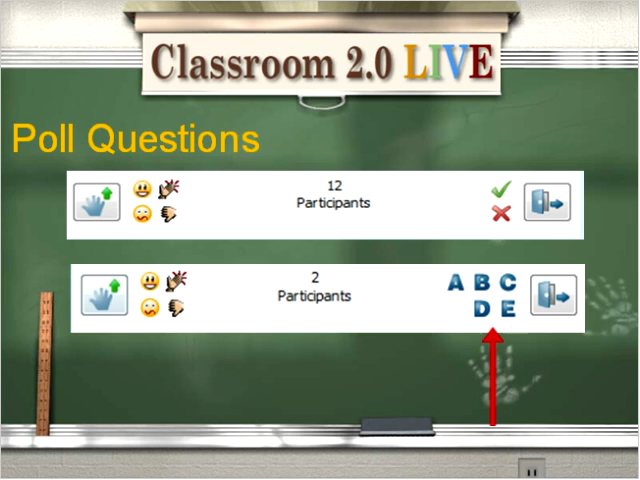 Classroom 2.0 LIVE
Poll Questions
12
Participants
2
Participants
A B C
D E